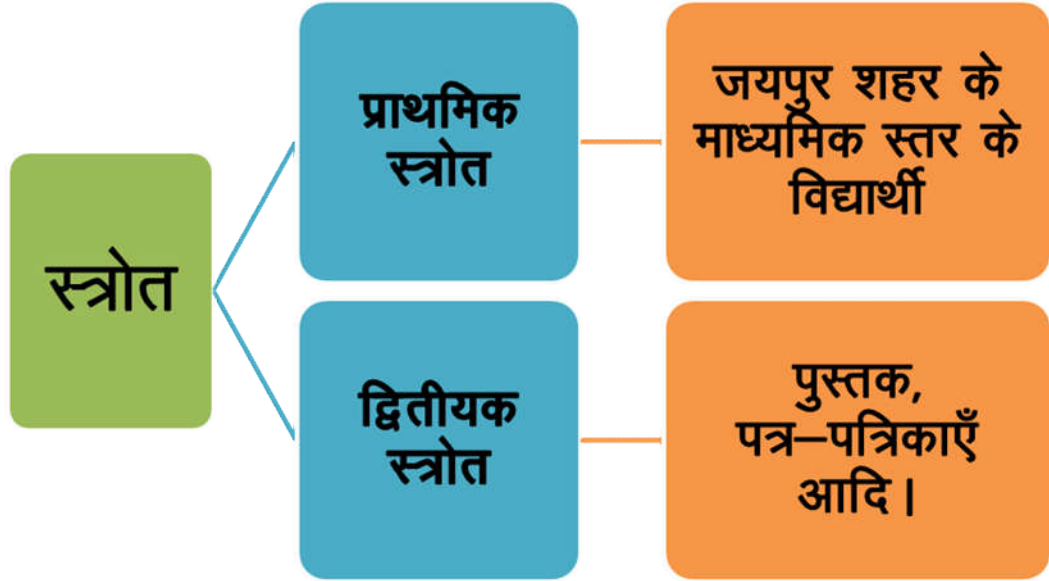 स्त्रोत
प्राथमिक
स्त्रोत
जयपुर शहर के
माध्यमिक स्तर के
विद्यार्थी
द्वितीयक
स्त्रोत
पुस्तक,
पत्र–पत्रिकाएँ
आदि।